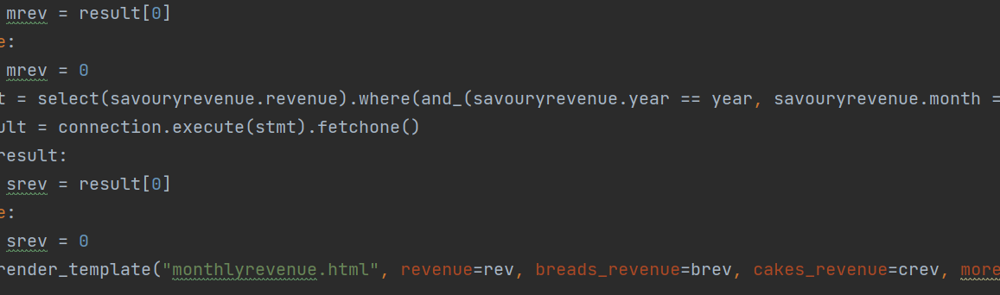 mrev = result[0]
e:
mrev = 0
t = select(savouryrevenue.revenue).where(and_(savouryrevenue.year == year, savouryrevenue.month =
ult = connection.execute(stmt).fetchone()
result:
srev = result[0]
e:
srev = 0
render_template("monthlyrevenue.html", revenue=rev, breads_revenue=brev, cakes_revenue=crev, more